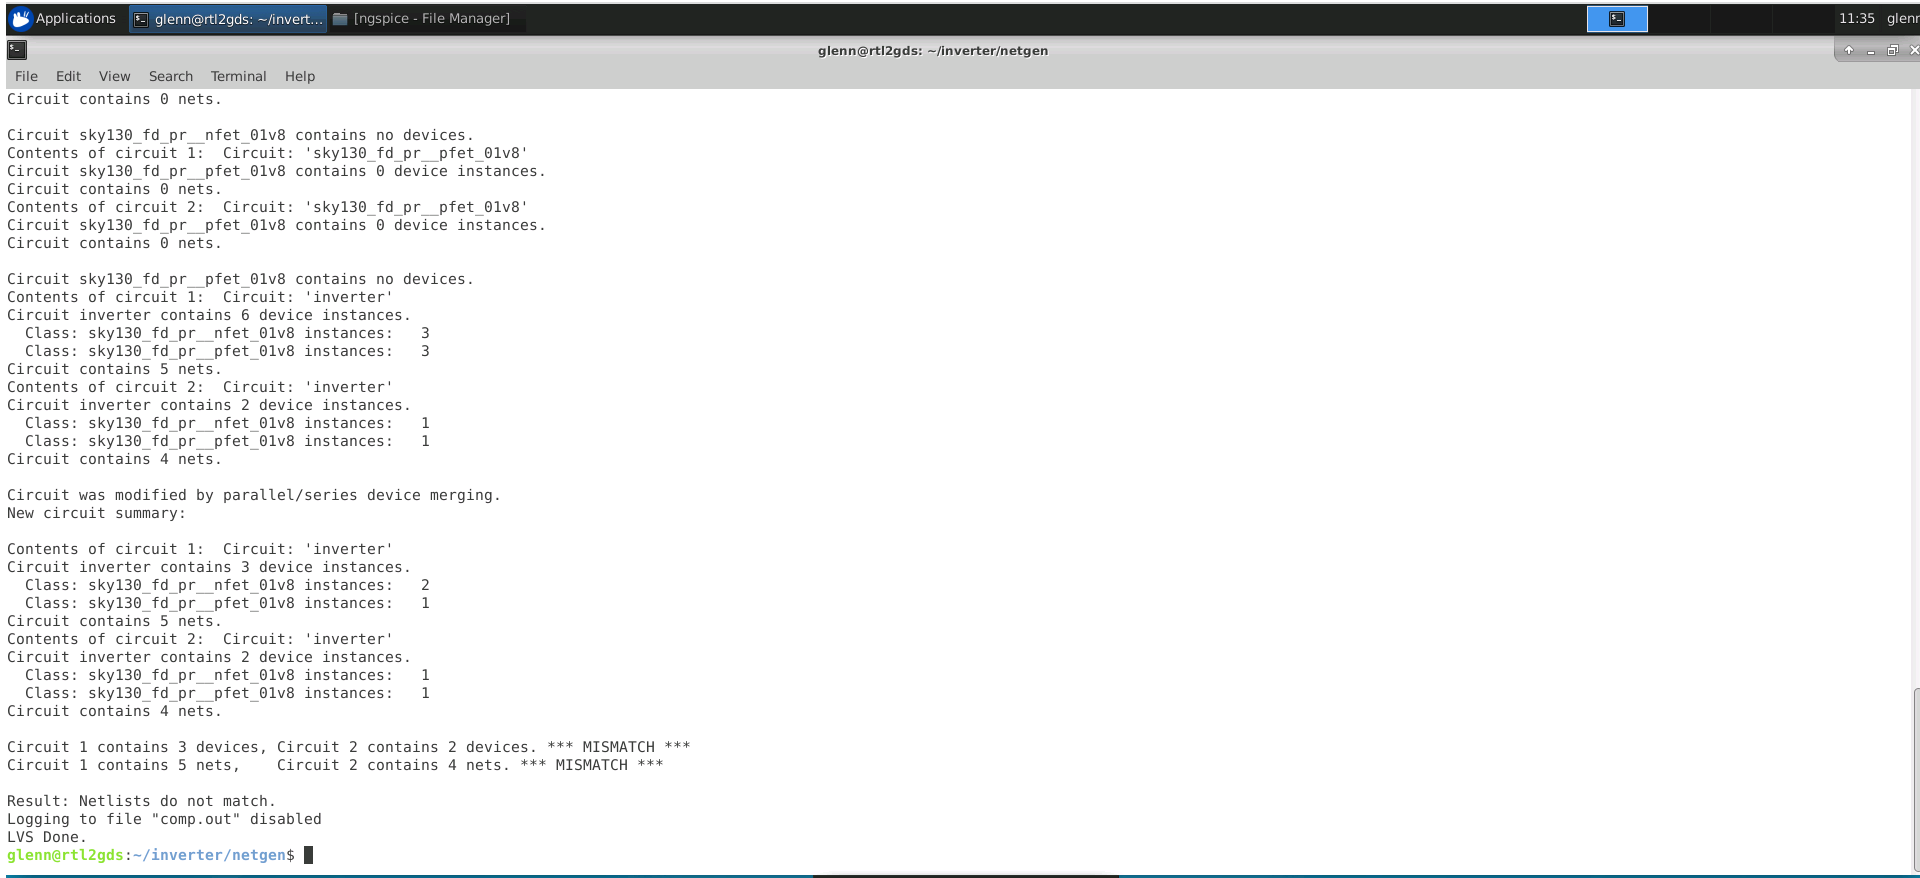 Applications
glenn@rtl2gds: ~/invert...
[ngspice - File Manager]
11:35
glenn
glenn@rtl2gds: ~/inverter/netgen
File Edit View Search Terminal Help
Circuit contains 0 nets.
Circuit sky130_fd_pr__nfet_01v8 contains no devices.
Contents of circuit 1:  Circuit: 'sky130_fd_pr__pfet_01v8'
Circuit sky130_fd_pr__pfet_01v8 contains 0 device instances.
Circuit contains 0 nets.
Contents of circuit 2:  Circuit: 'sky130_fd_pr__pfet_01v8'
Circuit sky130_fd_pr__pfet_01v8 contains 0 device instances.
Circuit contains 0 nets.
Circuit sky130_fd_pr__pfet_01v8 contains no devices.
Contents of circuit 1:  Circuit: 'inverter'
Circuit inverter contains 6 device instances.
  Class: sky130_fd_pr__nfet_01v8 instances:   3
  Class: sky130_fd_pr__pfet_01v8 instances:   3
Circuit contains 5 nets.
Contents of circuit 2:  Circuit: 'inverter'
Circuit inverter contains 2 device instances.
  Class: sky130_fd_pr__nfet_01v8 instances:   1
  Class: sky130_fd_pr__pfet_01v8 instances:   1
Circuit contains 4 nets.
Circuit was modified by parallel/series device merging.
New circuit summary:
Contents of circuit 1:  Circuit: 'inverter'
Circuit inverter contains 3 device instances.
  Class: sky130_fd_pr__nfet_01v8 instances:   2
  Class: sky130_fd_pr__pfet_01v8 instances:   1
Circuit contains 5 nets.
Contents of circuit 2:  Circuit: 'inverter'
Circuit inverter contains 2 device instances.
  Class: sky130_fd_pr__nfet_01v8 instances:   1
  Class: sky130_fd_pr__pfet_01v8 instances:   1
Circuit contains 4 nets.
Circuit 1 contains 3 devices, Circuit 2 contains 2 devices. *** MISMATCH ***
Circuit 1 contains 5 nets,    Circuit 2 contains 4 nets. *** MISMATCH ***
Result: Netlists do not match.
Logging to file "comp.out" disabled
LVS Done.
glenn@rtl2gds:~/inverter/netgen$